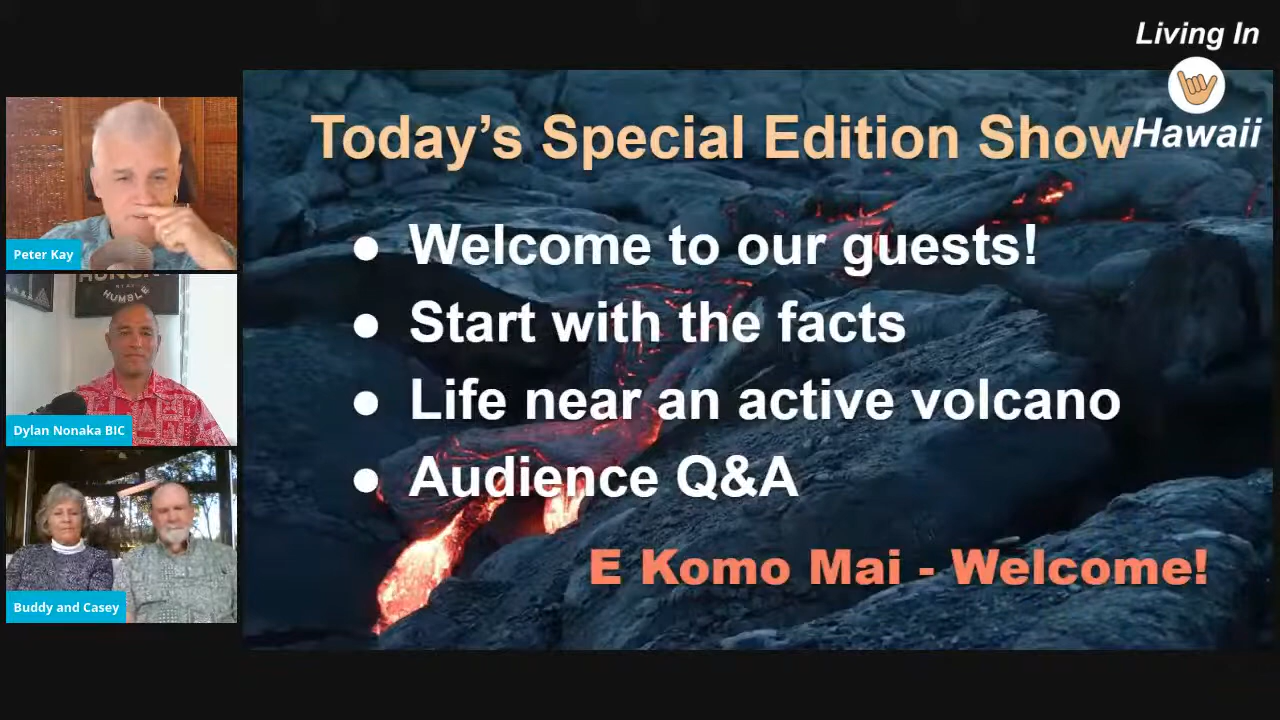 Living In
Hawaii
Today's Special Edition Show
● Welcome to our guests!
● Start with the facts
● Life near an active volcano
● Audience Q&A
E Komo Mai - Welcome!
Peter Kay
HUMBLE
Dylan Nonaka BIC
Buddy and Casey